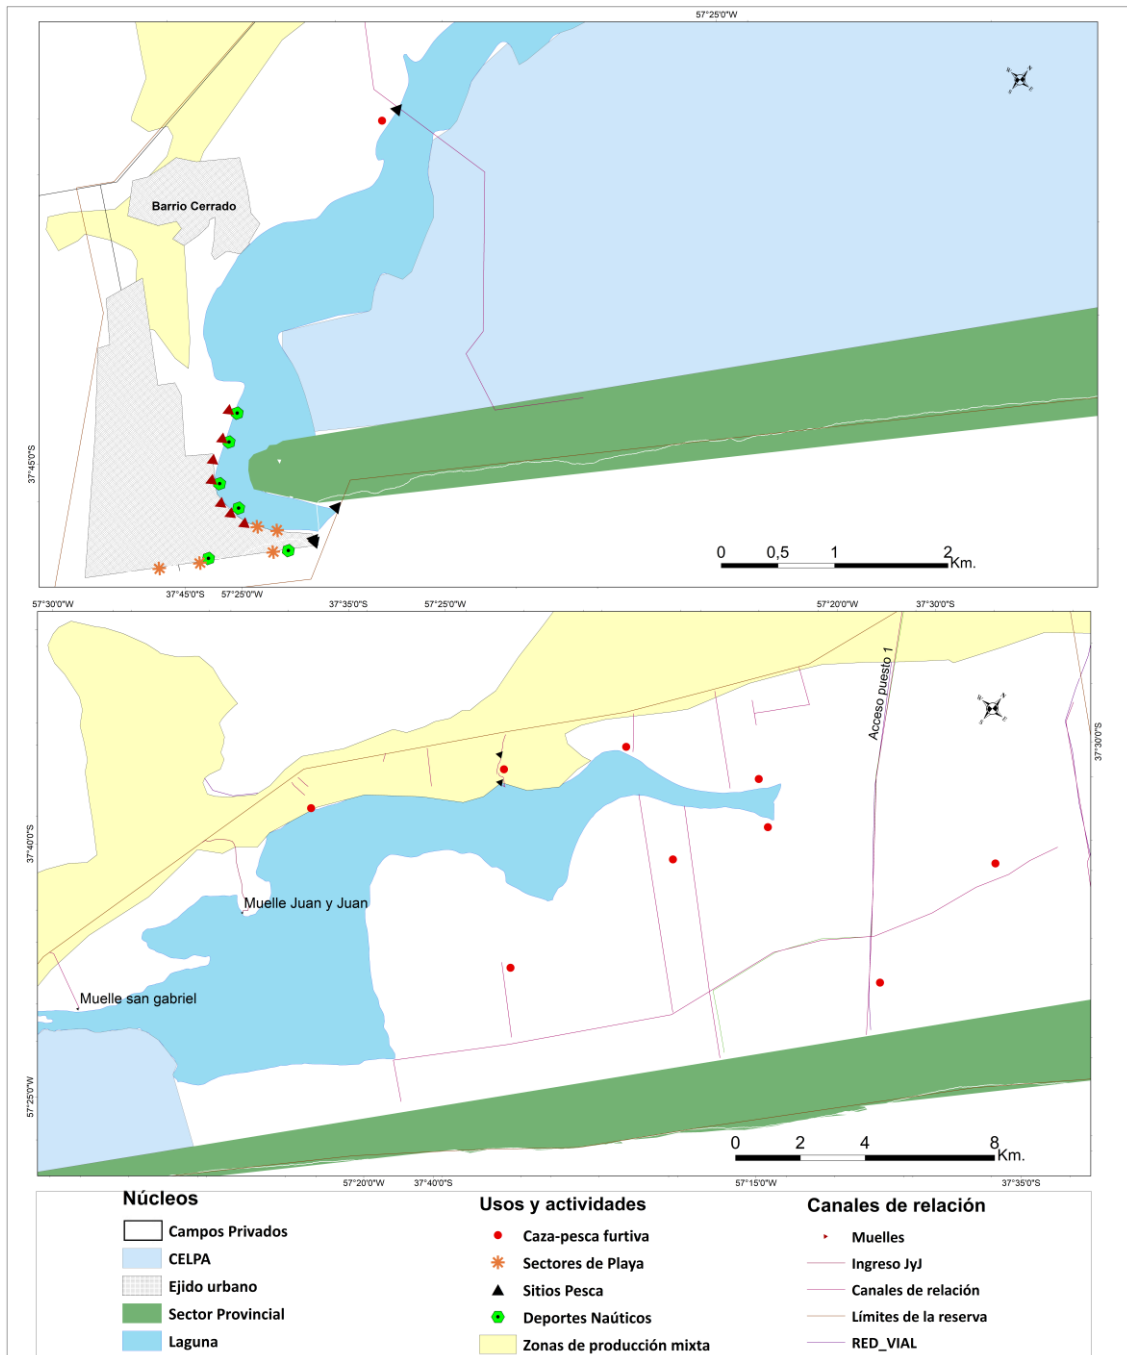 57°25'0"W
Barrio Cerrado
37°45'0"S
0 0,5 1 2
Km.
37°45'0"S 57°25'0"W
57°30'0"W 37°35'0"S 57°25'0"W 57°20'0"W 37°30'0"S
Acceso puesto 1
37°30'0"S
37°40'0"S
Muelle Juan y Juan
Muelle san gabriel
57°25'0"W
0 2 4 8
Km.
57°20'0"W 37°40'0"S 57°15'0"W 37°35'0"S
Núcleos
Campos Privados
CELPA
Ejido urbano
Sector Provincial
Laguna
Usos y actividades
Caza-pesca furtiva
Sectores de Playa
Sitios Pesca
Deportes Naúticos
Zonas de producción mixta
Canales de relación
Muelles
Ingreso JyJ
Canales de relación
Límites de la reserva
RED_VIAL